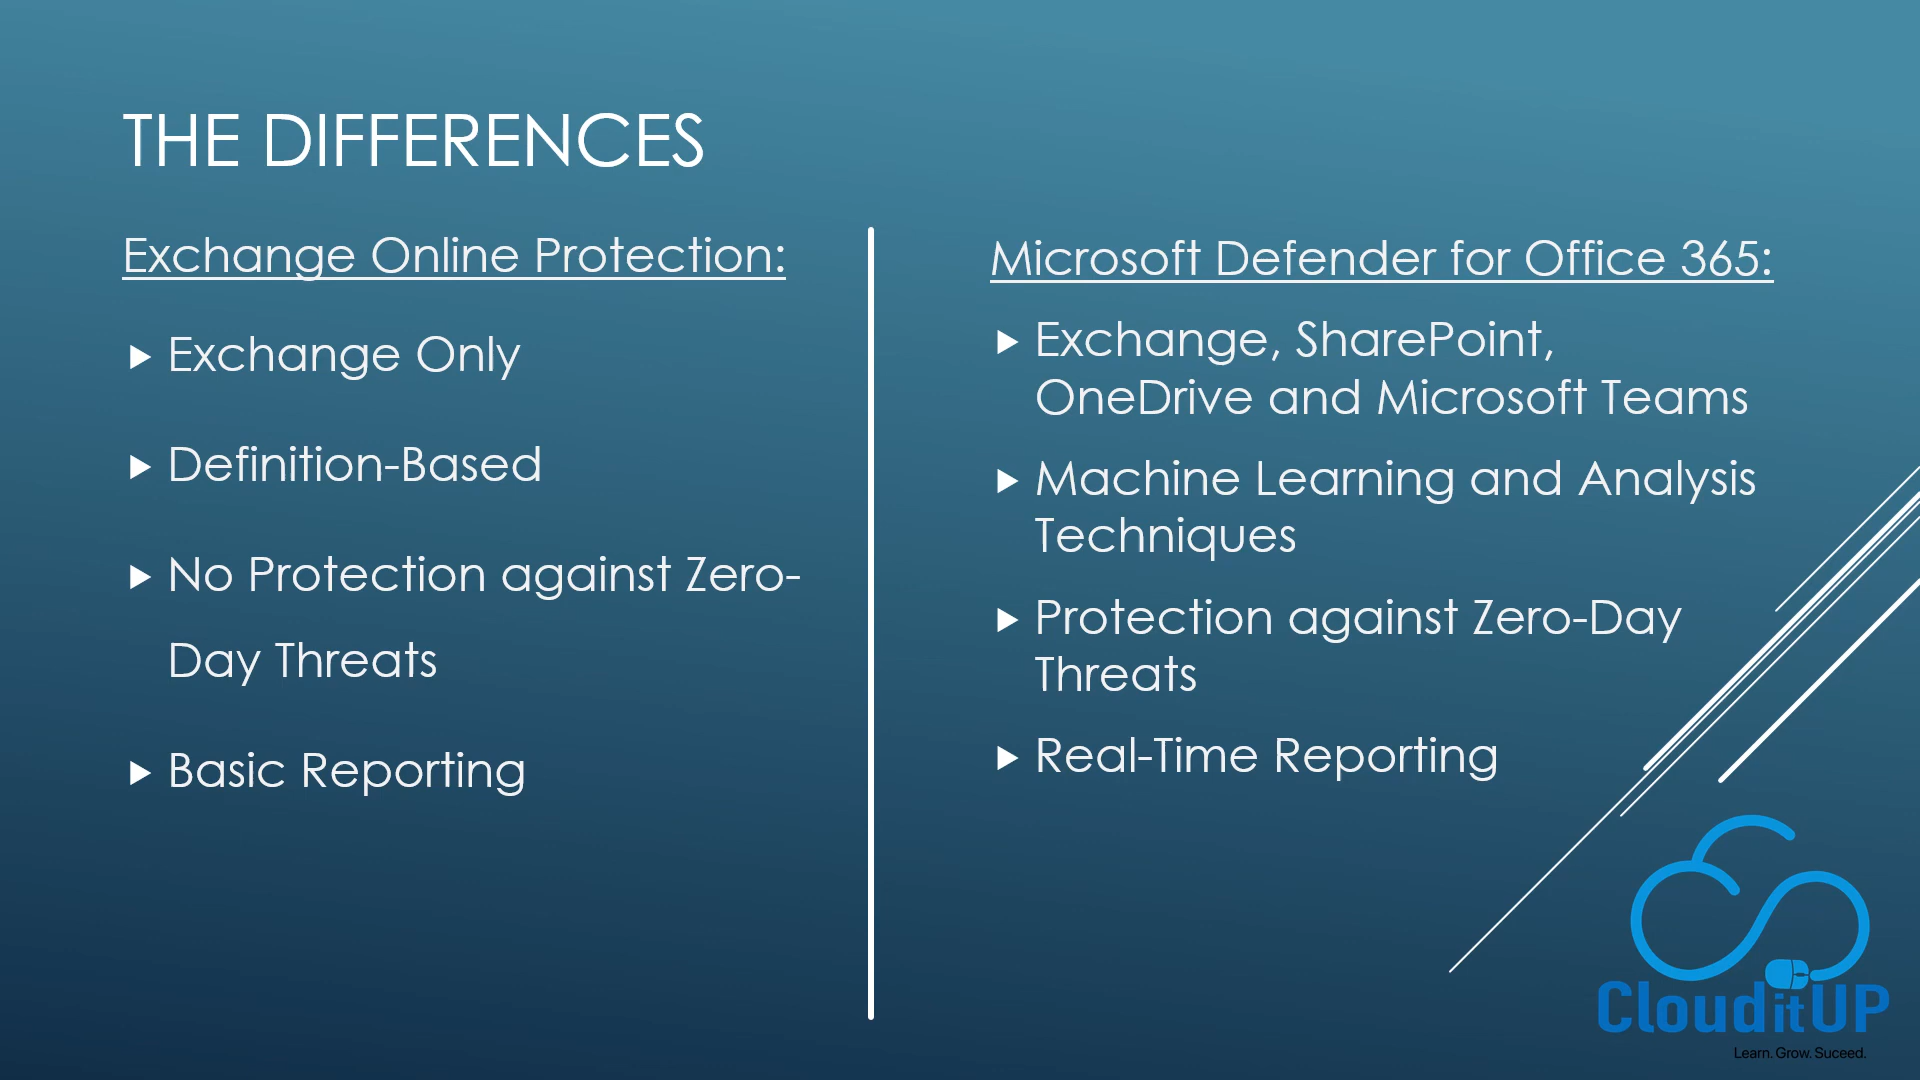 THE DIFFERENCES
Exchange Online Protection:
Exchange Only
Definition-Based
No Protection against Zero-
Day Threats
Basic Reporting
Microsoft Defender for Office 365:
Exchange, SharePoint,
OneDrive and Microsoft Teams
Machine Learning and Analysis
Techniques
Protection against Zero-Day
Threats
Real-Time Reporting
ClouditUP
Learn. Grow. Suceed.